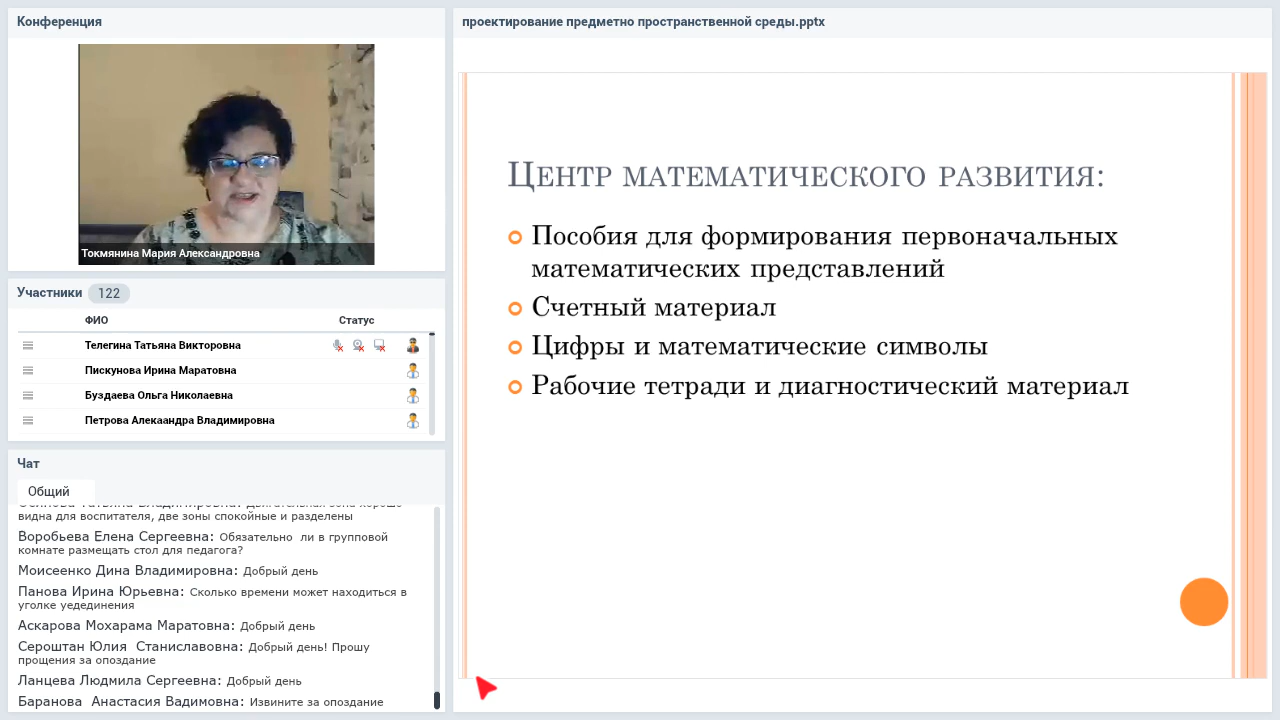 Конференция
Токмянина Мария Александровна
Участники 122
ФИО Статус
Телегина Татьяна Викторовна
Пискунова Ирина Маратовна
Буздаева Ольга Николаевна
Петрова Алекаандра Владимировна
Чат
Общий
видна для воспитателя, две зоны спокойные и разделены
Воробьева Елена Сергеевна: Обязательно ли в групповой
комнате размещать стол для педагога?
Моисеенко Дина Владимировна: Добрый день
Панова Ирина Юрьевна: Сколько времени может находиться в
уголке уедединения
Аскарова Мохарама Маратовна: Добрый день
Сероштан Юлия Станиславовна: Добрый день! Прошу
прощения за опоздание
Ланцева Людмила Сергеевна: Добрый день
Баранова Анастасия Вадимовна: Извините за опоздание
проектирование предметно пространственной среды.pptx
Центр математического развития:
Пособия для формирования первоначальных
математических представлений
Счетный материал
Цифры и математические символы
Рабочие тетради и диагностический материал